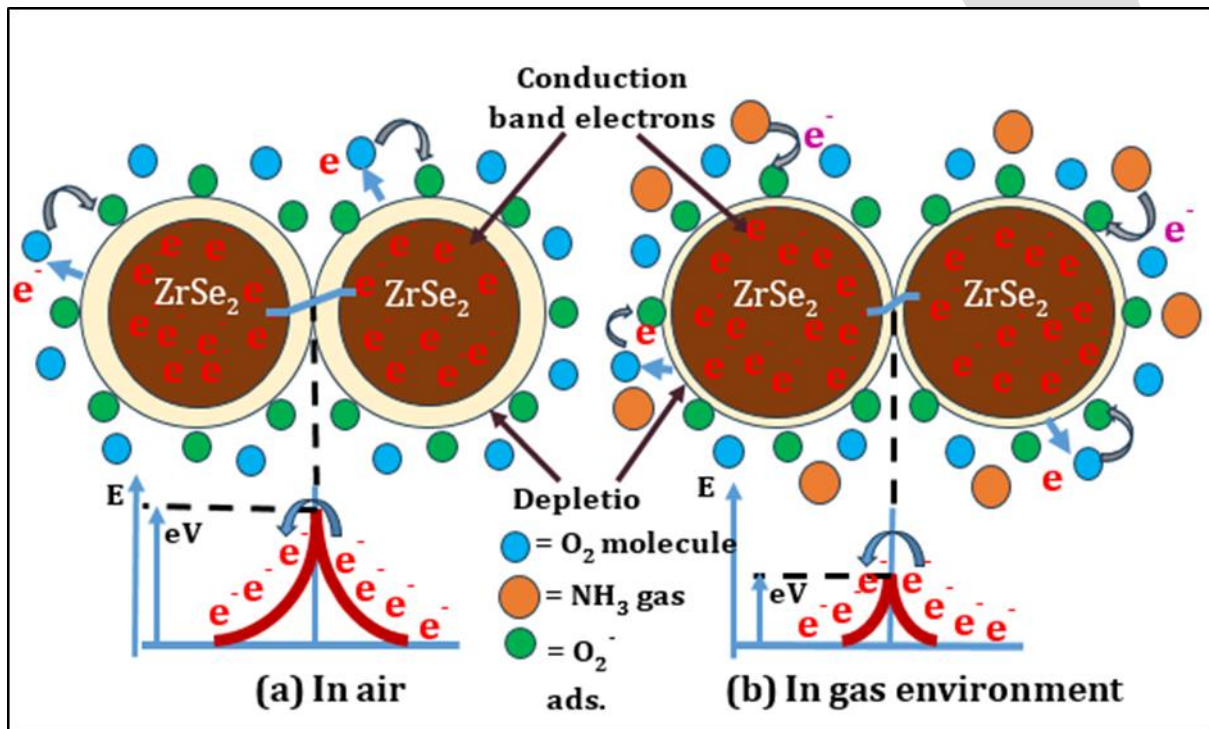 Conduction
band electrons
e
e⁻
e⁻ e e e⁻ e e e e e e e
ZrSe₂
e e e e e e e e e
ZrSe₂
e⁻
e⁻
e
e
e e e e e e e e e e e e
ZrSe₂
e e e e e e e e e e e e
ZrSe₂
Depletio
= O₂ molecule
= NH₃ gas
= O₂⁻
ads.
E
eV
e⁻ e⁻ e⁻ e⁻ e⁻ e⁻ e⁻ e⁻
(a) In air
E
eV
e⁻ e⁻ e⁻ e⁻ e⁻ e⁻ e⁻
(b) In gas environment